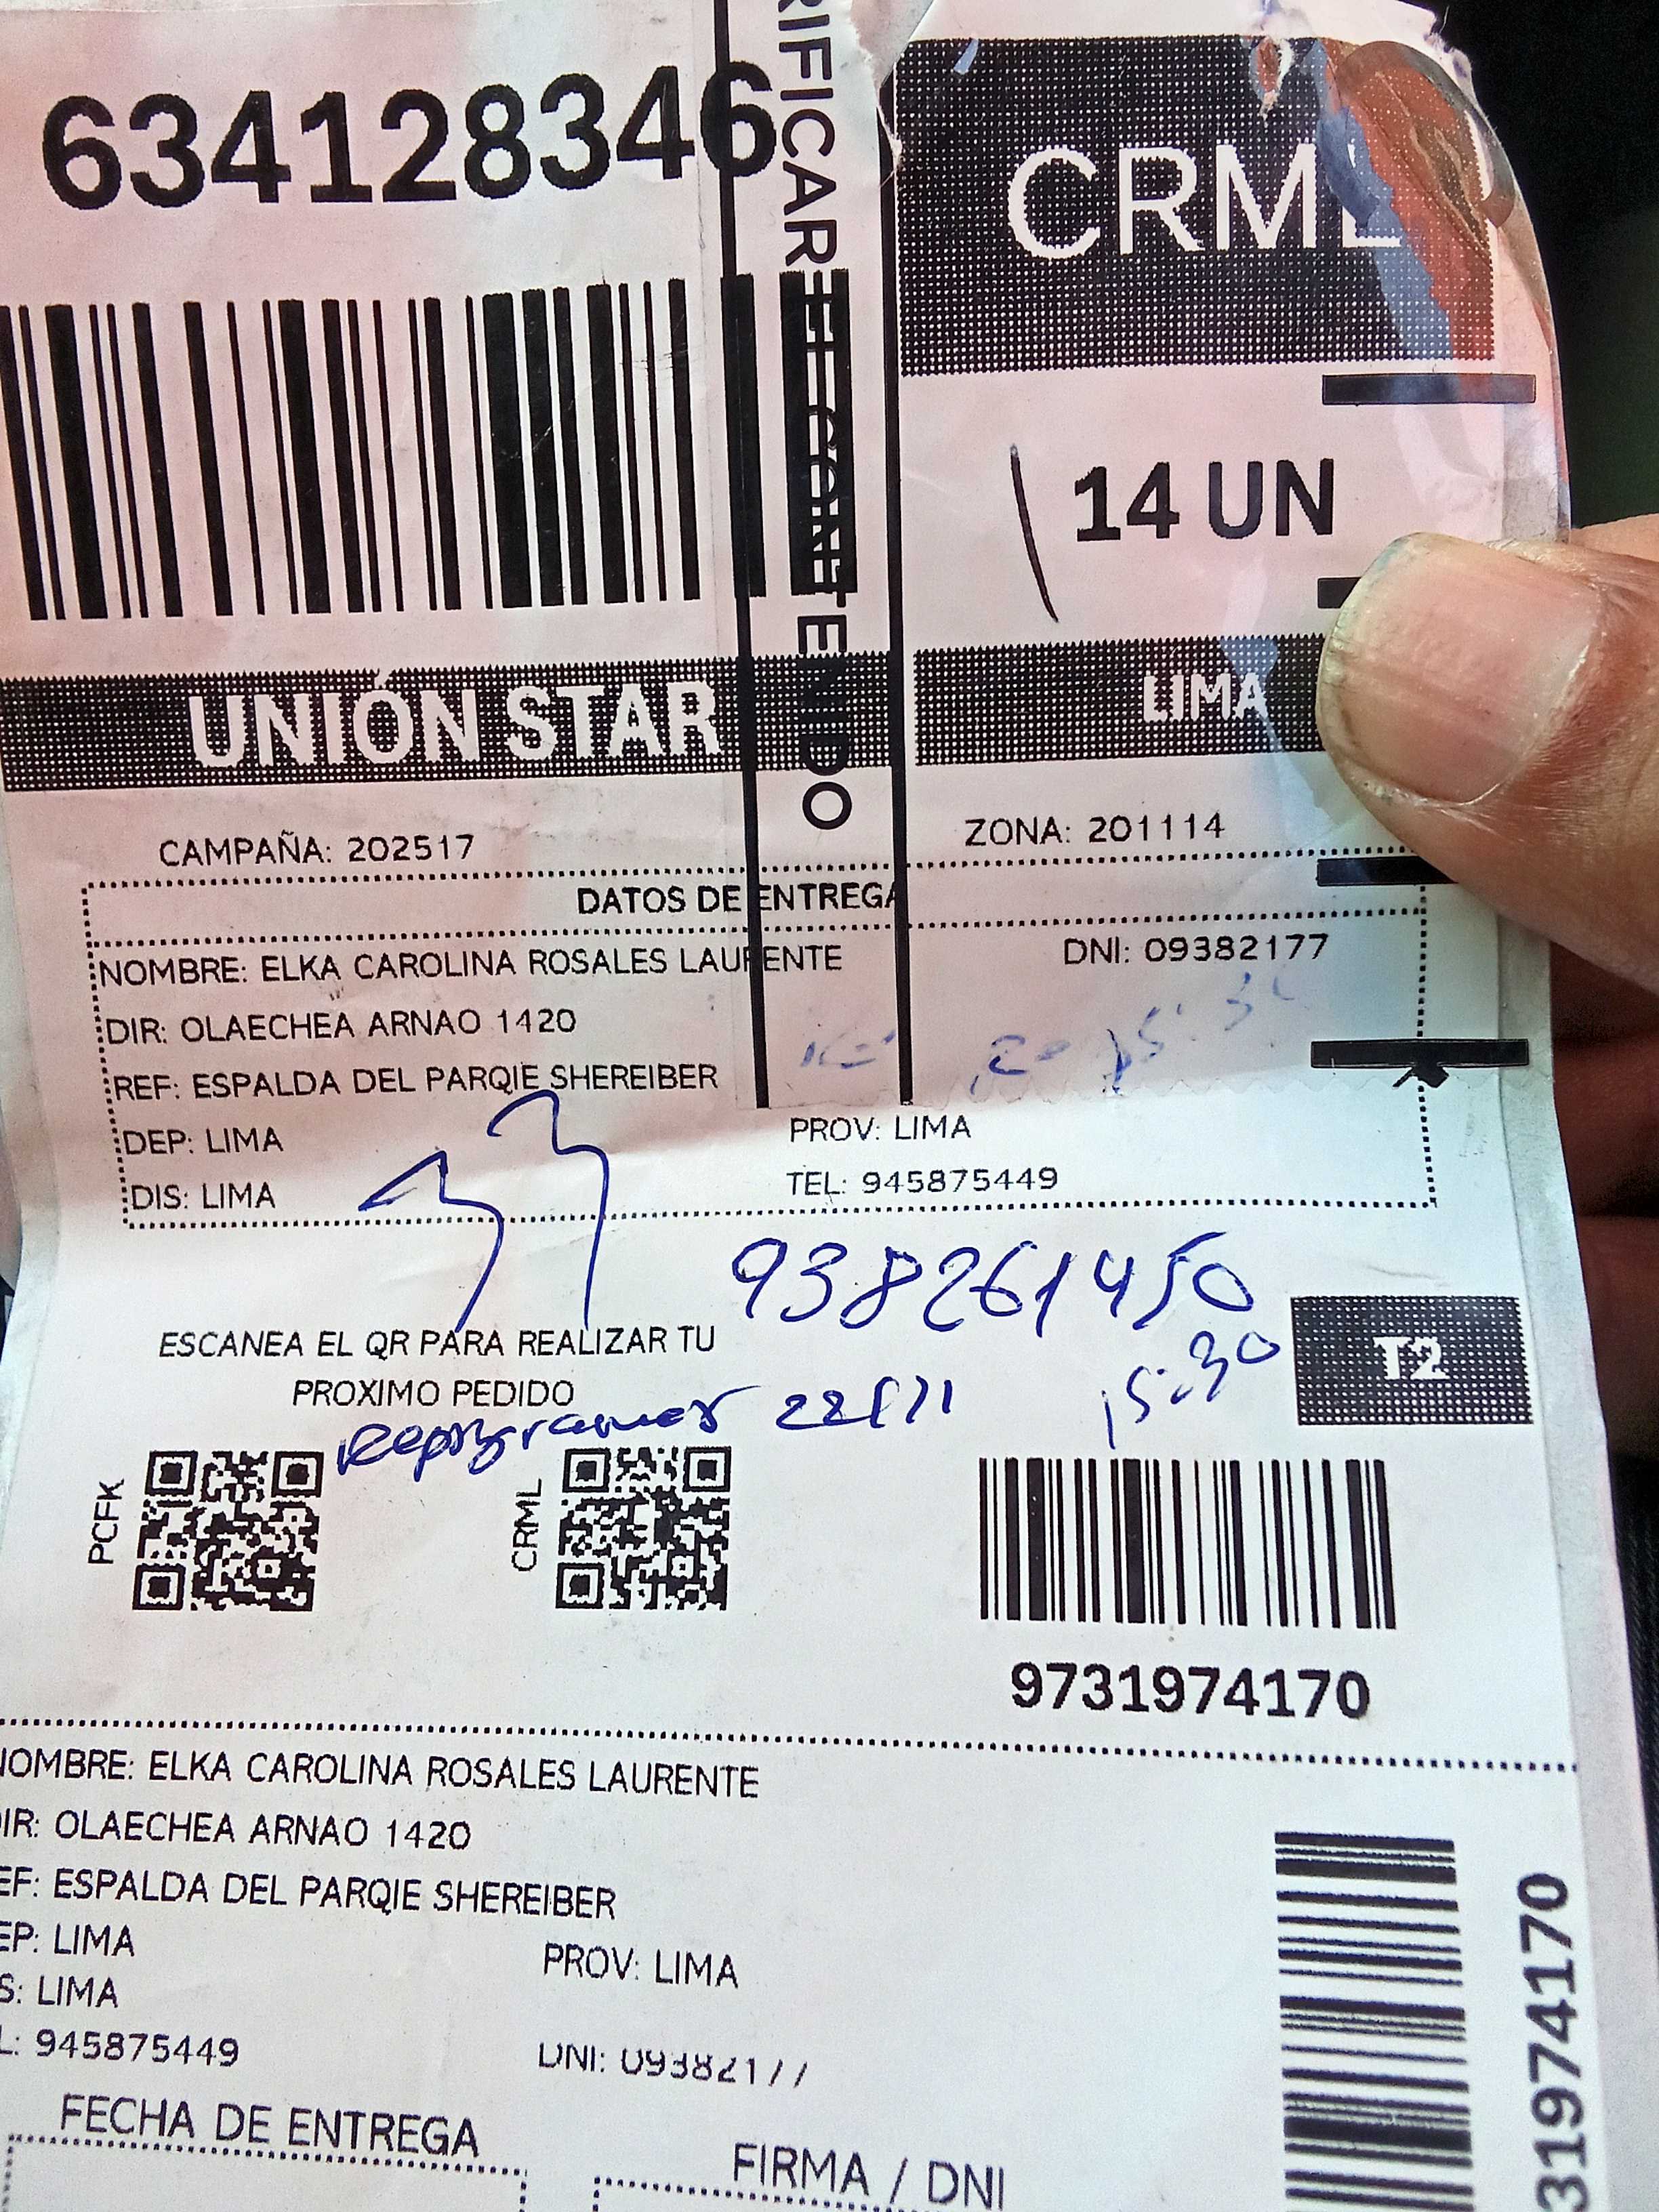 634128346
VERIFICAR EL CONTENIDO
CRML
14 UN
UNIÓN STAR
LIMA
CAMPAÑA: 202517
ZONA: 201114
DATOS DE ENTREGA
NOMBRE: ELKA CAROLINA ROSALES LAURENTE
DNI: 09382177
DIR: OLAECHEA ARNAO 1420
REF: ESPALDA DEL PARQIE SHEREIBER
DEP: LIMA
PROV: LIMA
DIS: LIMA
TEL: 945875449
938261450
ESCANEA EL QR PARA REALIZAR TU
PROXIMO PEDIDO
15:30
T2
22/11
PCFK
CRML
9731974170
NOMBRE: ELKA CAROLINA ROSALES LAURENTE
DIR: OLAECHEA ARNAO 1420
EF: ESPALDA DEL PARQIE SHEREIBER
EP: LIMA
PROV: LIMA
S: LIMA
L: 945875449
DNI: 09382177
FECHA DE ENTREGA
FIRMA / DNI
31974170